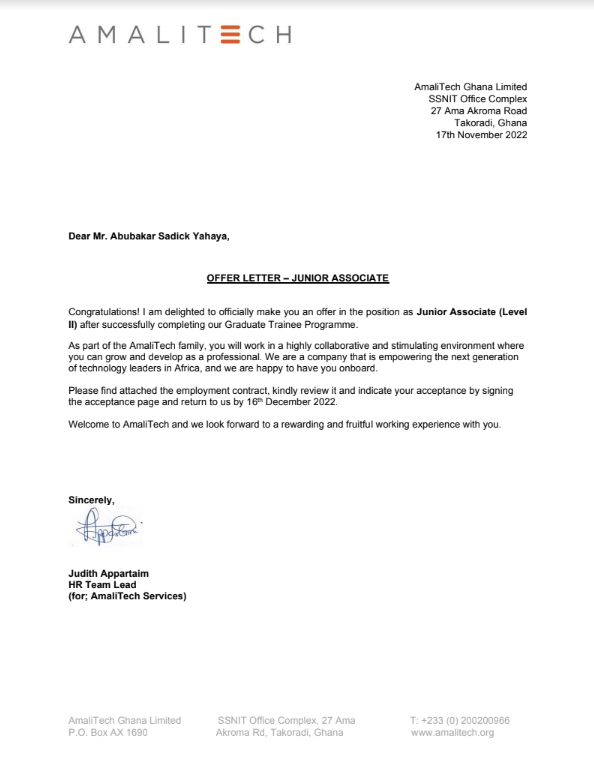 AMALITECH
AmaliTech Ghana Limited
SSNIT Office Complex
27 Ama Akroma Road
Takoradi, Ghana
17th November 2022
Dear Mr. Abubakar Sadick Yahaya,
OFFER LETTER – JUNIOR ASSOCIATE
Congratulations! I am delighted to officially make you an offer in the position as Junior Associate (Level
II) after successfully completing our Graduate Trainee Programme.
As part of the AmaliTech family, you will work in a highly collaborative and stimulating environment where
you can grow and develop as a professional. We are a company that is empowering the next generation
of technology leaders in Africa, and we are happy to have you onboard.
Please find attached the employment contract, kindly review it and indicate your acceptance by signing
the acceptance page and return to us by 16th December 2022.
Welcome to AmaliTech and we look forward to a rewarding and fruitful working experience with you.
Sincerely,
Judith Appartaim
HR Team Lead
(for; AmaliTech Services)
AmaliTech Ghana Limited SSNIT Office Complex, 27 Ama T: +233 (0) 200200966
P.O. Box AX 1690 Akroma Rd, Takoradi, Ghana www.amalitech.org